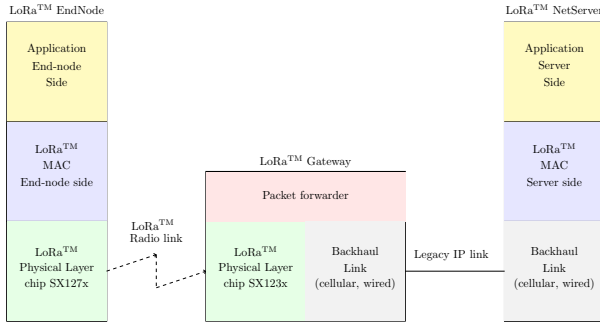 LoRa™ EndNode
Application
End-node
Side
LoRa™
MAC
End-node side
LoRa™
Physical Layer
chip SX127x
LoRa™
Radio link
LoRa™ Gateway
Packet forwarder
LoRa™
Physical Layer
chip SX123x
Backhaul
Link
(cellular, wired)
Legacy IP link
LoRa™ NetServer
Application
Server
Side
LoRa™
MAC
Server side
Backhaul
Link
(cellular, wired)